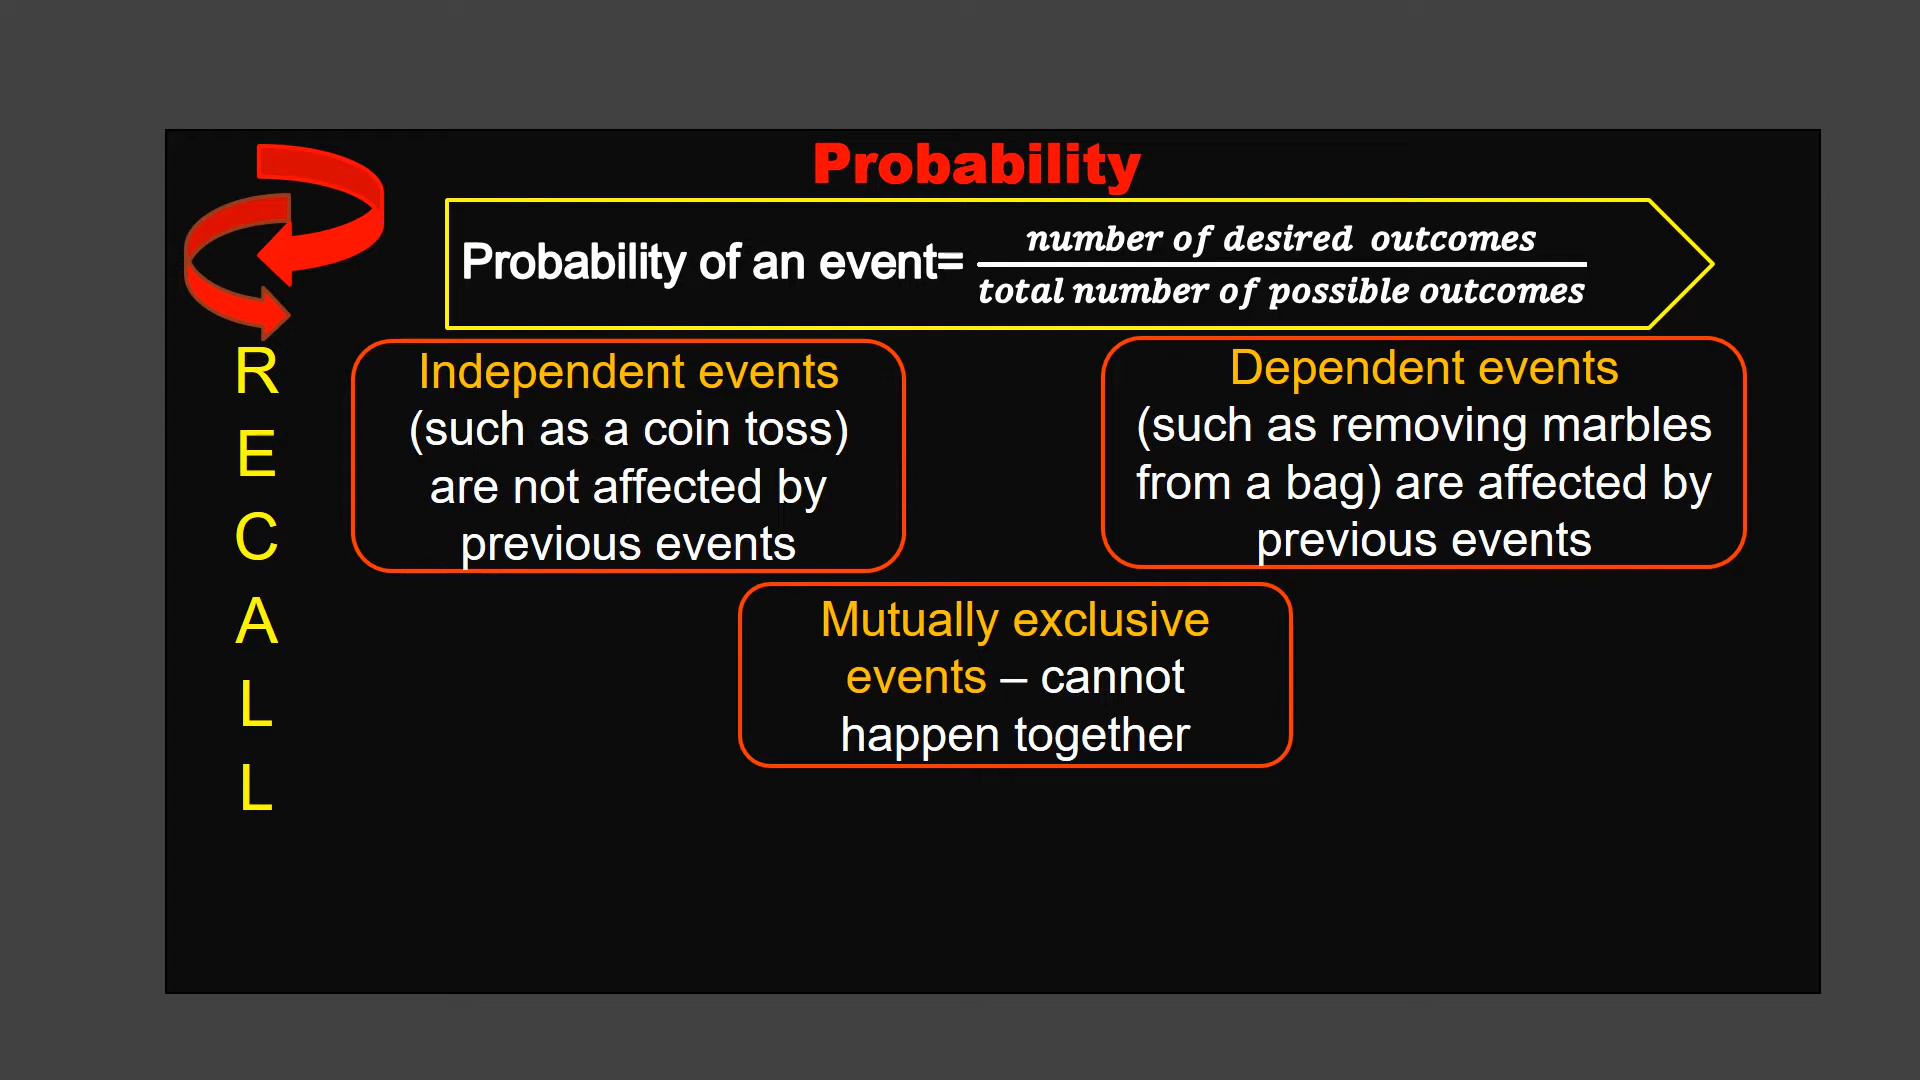 Probability
Probability of an event= number of desired outcomes
total number of possible outcomes
R
E
C
A
L
L
Independent events
(such as a coin toss)
are not affected by
previous events
Dependent events
(such as removing marbles
from a bag) are affected by
previous events
Mutually exclusive
events – cannot
happen together